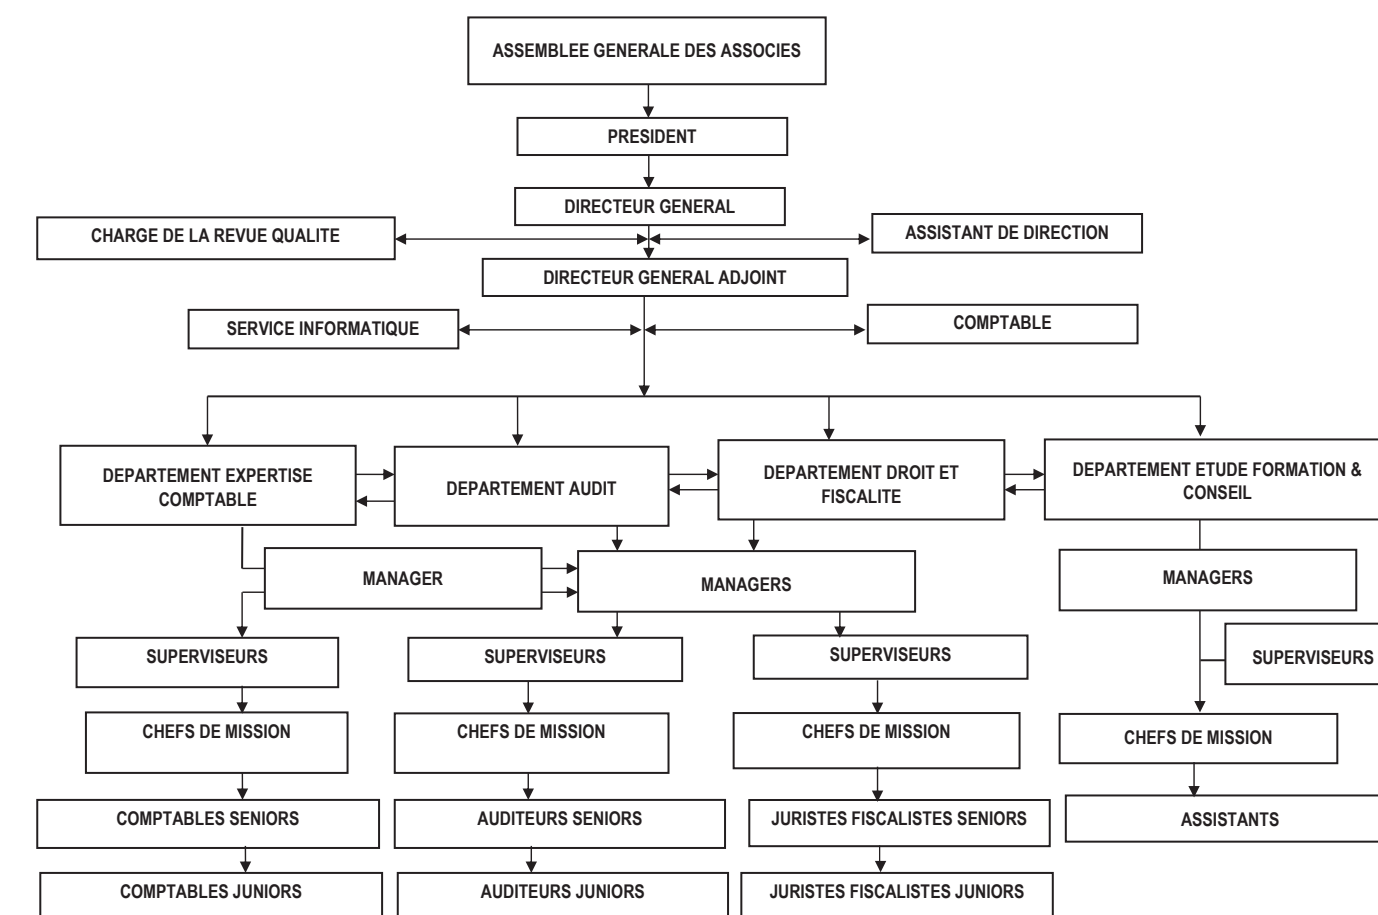 ASSEMBLEE GENERALE DES ASSOCIES
PRESIDENT
DIRECTEUR GENERAL
CHARGE DE LA REVUE QUALITE
ASSISTANT DE DIRECTION
DIRECTEUR GENERAL ADJOINT
SERVICE INFORMATIQUE
COMPTABLE
DEPARTEMENT EXPERTISE
COMPTABLE
DEPARTEMENT AUDIT
DEPARTEMENT DROIT ET
FISCALITE
DEPARTEMENT ETUDE FORMATION &
CONSEIL
MANAGER
MANAGERS
MANAGERS
SUPERVISEURS
SUPERVISEURS
SUPERVISEURS
SUPERVISEURS
CHEFS DE MISSION
CHEFS DE MISSION
CHEFS DE MISSION
CHEFS DE MISSION
COMPTABLES SENIORS
AUDITEURS SENIORS
JURISTES FISCALISTES SENIORS
ASSISTANTS
COMPTABLES JUNIORS
AUDITEURS JUNIORS
JURISTES FISCALISTES JUNIORS